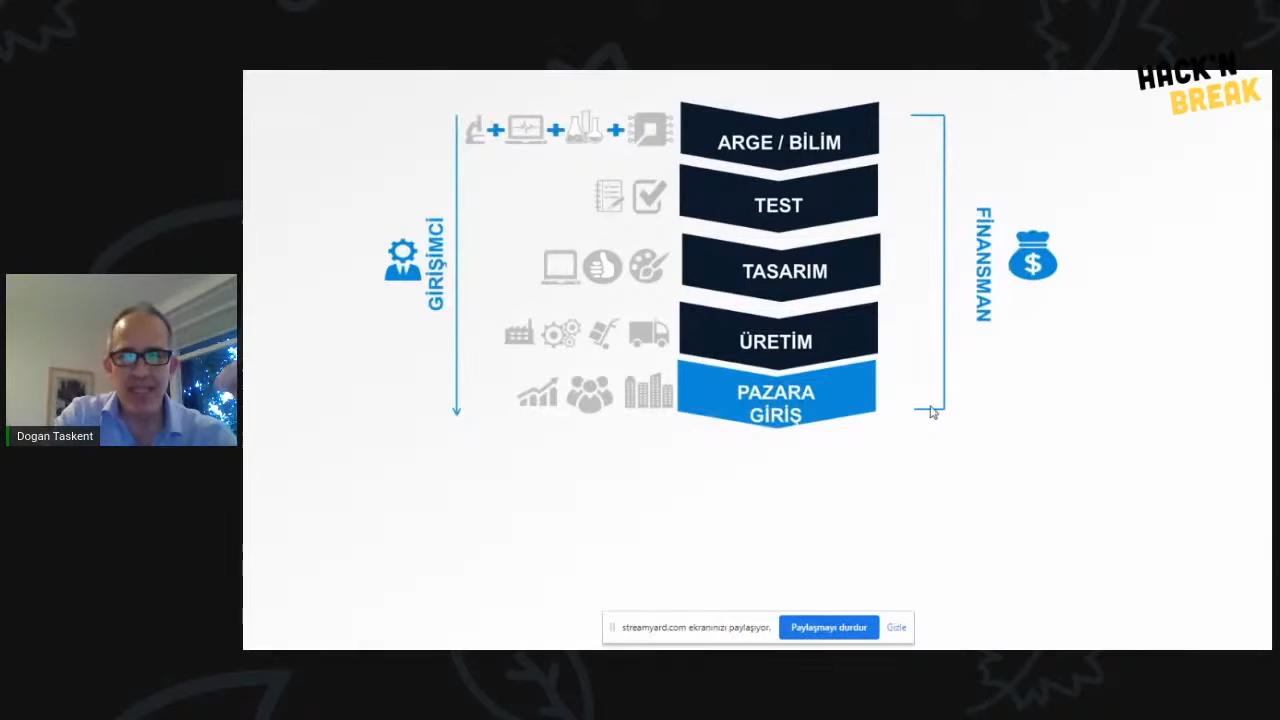 HACK'N
BREAK
ARGE / BİLİM
TEST
TASARIM
ÜRETİM
PAZARA
GİRİŞ
GİRİŞİMCİ
FİNANSMAN
$
Dogan Taskent
streamyard.com ekranınızı paylaşıyor.
Paylaşmayı durdur
Gizle